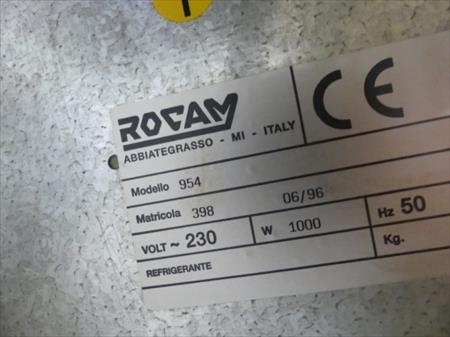 ROCAM
ABBIATEGRASSO - MI - ITALY
CE
Modello 954
Matricola 398 06/96
VOLT ~ 230 W 1000 Hz 50
REFRIGERANTE Kg.